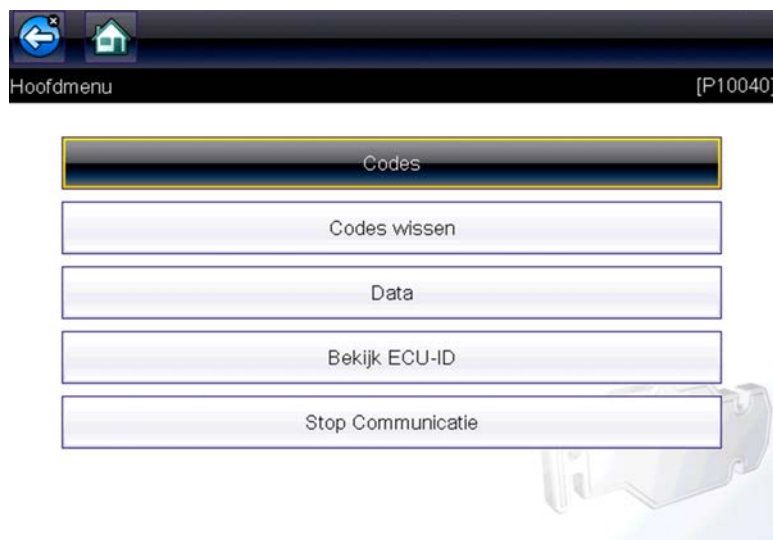 Hoofdmenu [P10040]
Codes
Codes wissen
Data
Bekijk ECU-ID
Stop Communicatie